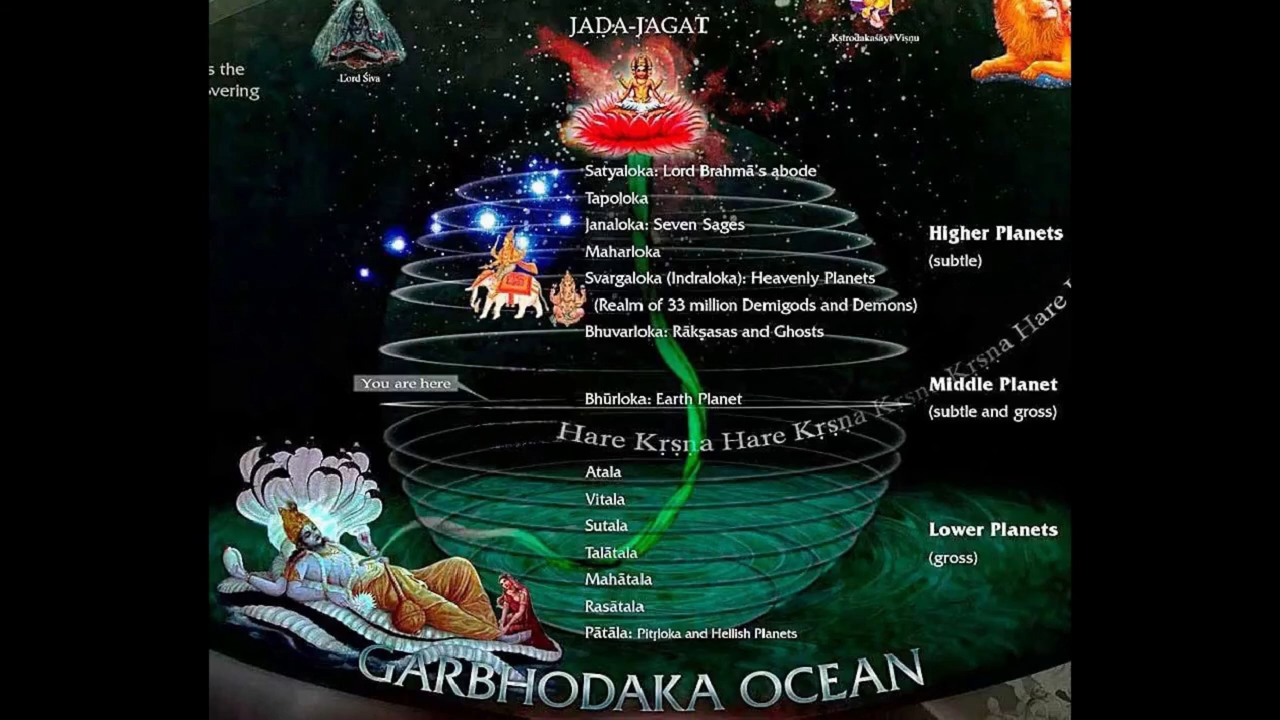 JADA-JAGAT
Lord Śiva
Kṣīrodakaśāyī Viṣṇu
s the
vering
Satyaloka: Lord Brahmā's abode
Tapoloka
Janaloka: Seven Sages
Maharloka
Svargaloka (Indraloka): Heavenly Planets
(Realm of 33 million Demigods and Demons)
Bhuvarloka: Rākṣasas and Ghosts
Higher Planets
(subtle)
You are here
Bhūrloka: Earth Planet
Middle Planet
(subtle and gross)
Hare Kṛṣṇa Hare Kṛṣṇa Kṛṣṇa Kṛṣṇa Hare
Atala
Vitala
Sutala
Talātala
Mahātala
Rasātala
Pātāla: Pitṛloka and Hellish Planets
Lower Planets
(gross)
GARBHODAKA OCEAN